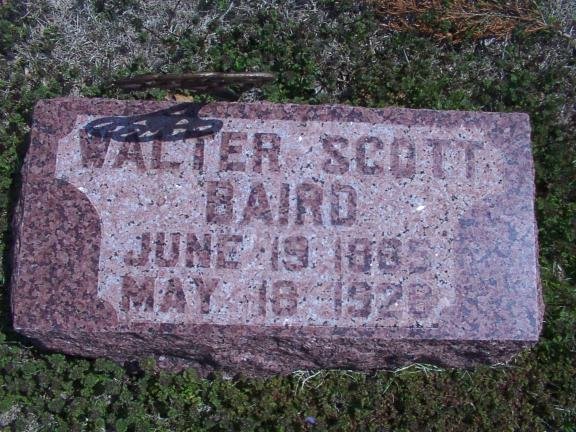 WALTER SCOTT
BAIRD
JUNE 19 1885
MAY 18 1928